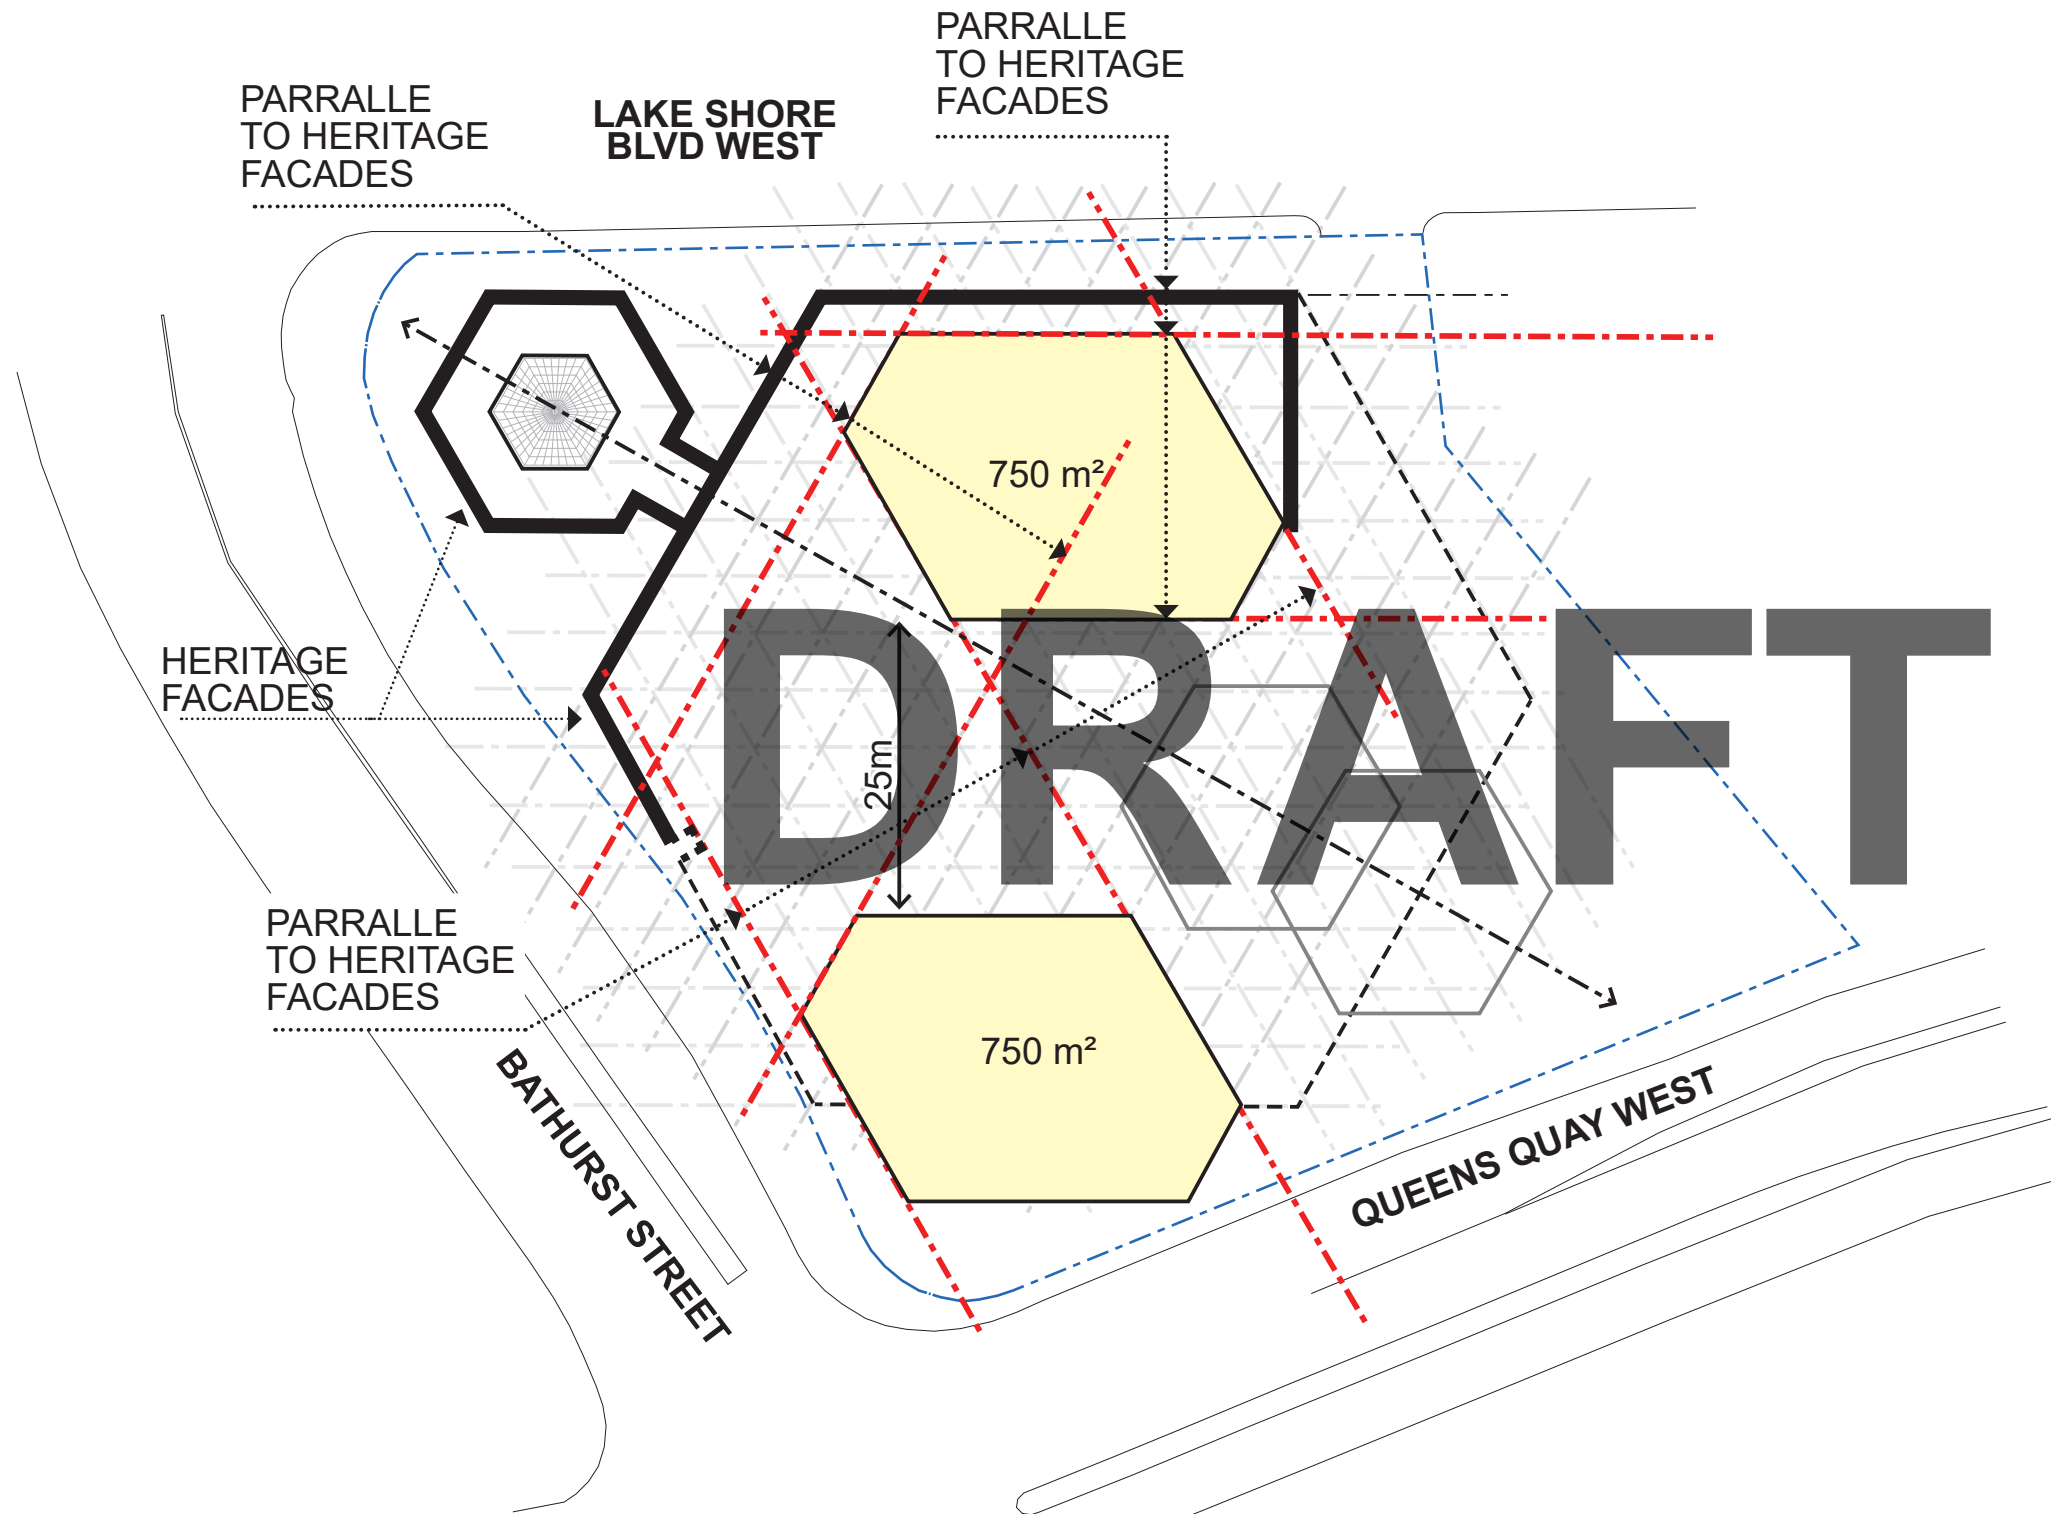 PARRALLE
TO HERITAGE
FACADES
PARRALLE
TO HERITAGE
FACADES
LAKE SHORE
BLVD WEST
750 m²
HERITAGE
FACADES
DRAFT
25m
PARRALLE
TO HERITAGE
FACADES
750 m²
BATHURST STREET
QUEENS QUAY WEST